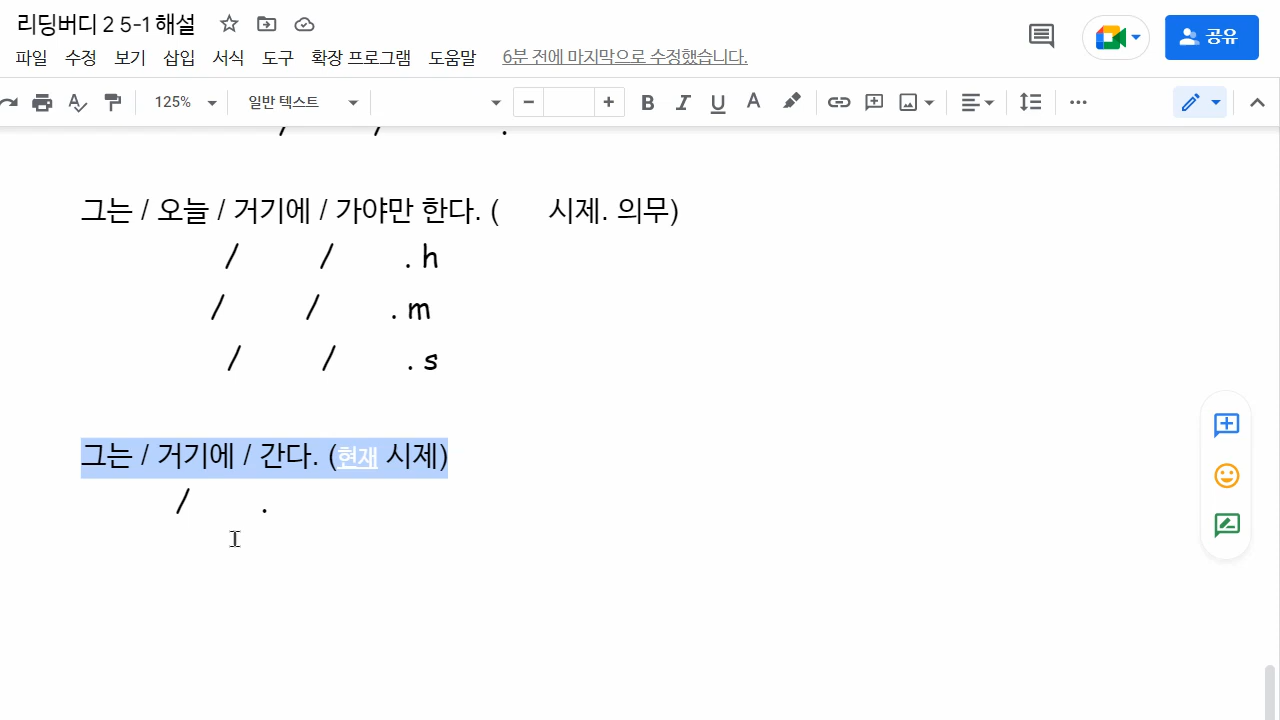 리딩버디 2 5-1 해설
파일 수정 보기 삽입 서식 도구 확장 프로그램 도움말 6분 전에 마지막으로 수정했습니다.
공유
125% 일반 텍스트 − + B I U A
/ / .
그는 / 오늘 / 거기에 / 가야만 한다. ( 시제. 의무)
/ / . h
/ / . m
/ / . s
그는 / 거기에 / 간다. (현재 시제)
/ .